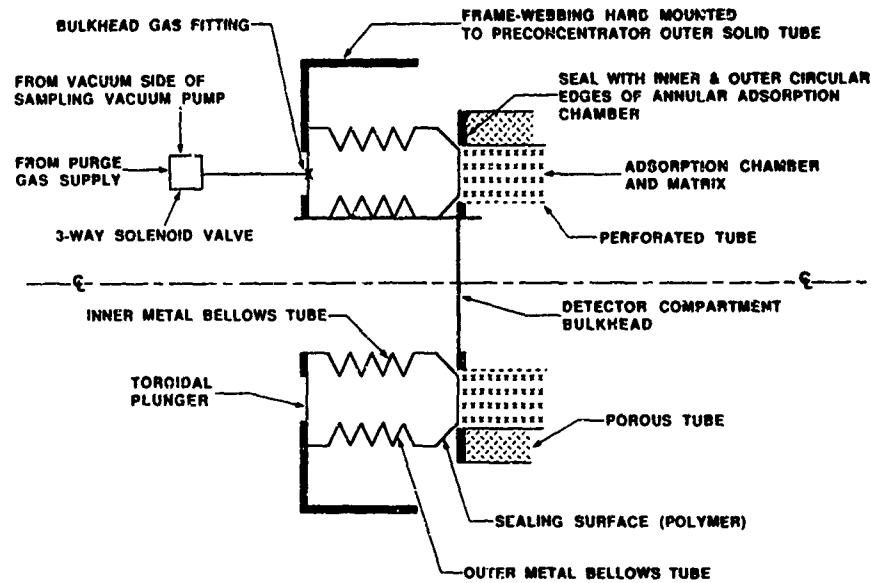 BULKHEAD GAS FITTING
FRAME-WEBBING HARD MOUNTED
TO PRECONCENTRATOR OUTER SOLID TUBE
FROM VACUUM SIDE OF
SAMPLING VACUUM PUMP
SEAL WITH INNER & OUTER CIRCULAR
EDGES OF ANNULAR ADSORPTION
CHAMBER
FROM PURGE
GAS SUPPLY
ADSORPTION CHAMBER
AND MATRIX
3-WAY SOLENOID VALVE
PERFORATED TUBE
℄
℄
INNER METAL BELLOWS TUBE
DETECTOR COMPARTMENT
BULKHEAD
TOROIDAL
PLUNGER
POROUS TUBE
SEALING SURFACE (POLYMER)
OUTER METAL BELLOWS TUBE